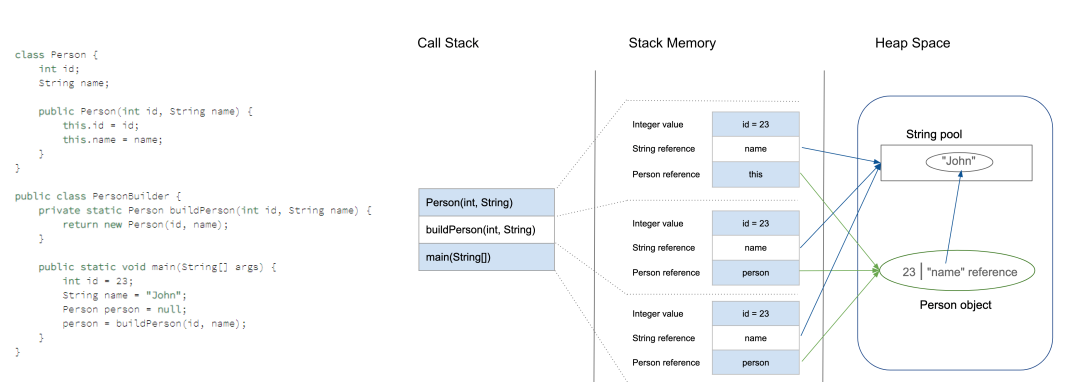 Call Stack
Stack Memory
Heap Space
class Person {
    int id;
    String name;
    public Person(int id, String name) {
        this.id = id;
        this.name = name;
    }
}
public class PersonBuilder {
    private static Person buildPerson(int id, String name) {
        return new Person(id, name);
    }
    public static void main(String[] args) {
        int id = 23;
        String name = "John";
        Person person = null;
        person = buildPerson(id, name);
    }
}
Person(int, String)
buildPerson(int, String)
main(String[])
Integer value
id = 23
String reference
name
Person reference
this
Integer value
id = 23
String reference
name
Person reference
person
Integer value
id = 23
String reference
name
Person reference
person
String pool
"John"
23 | "name" reference
Person object